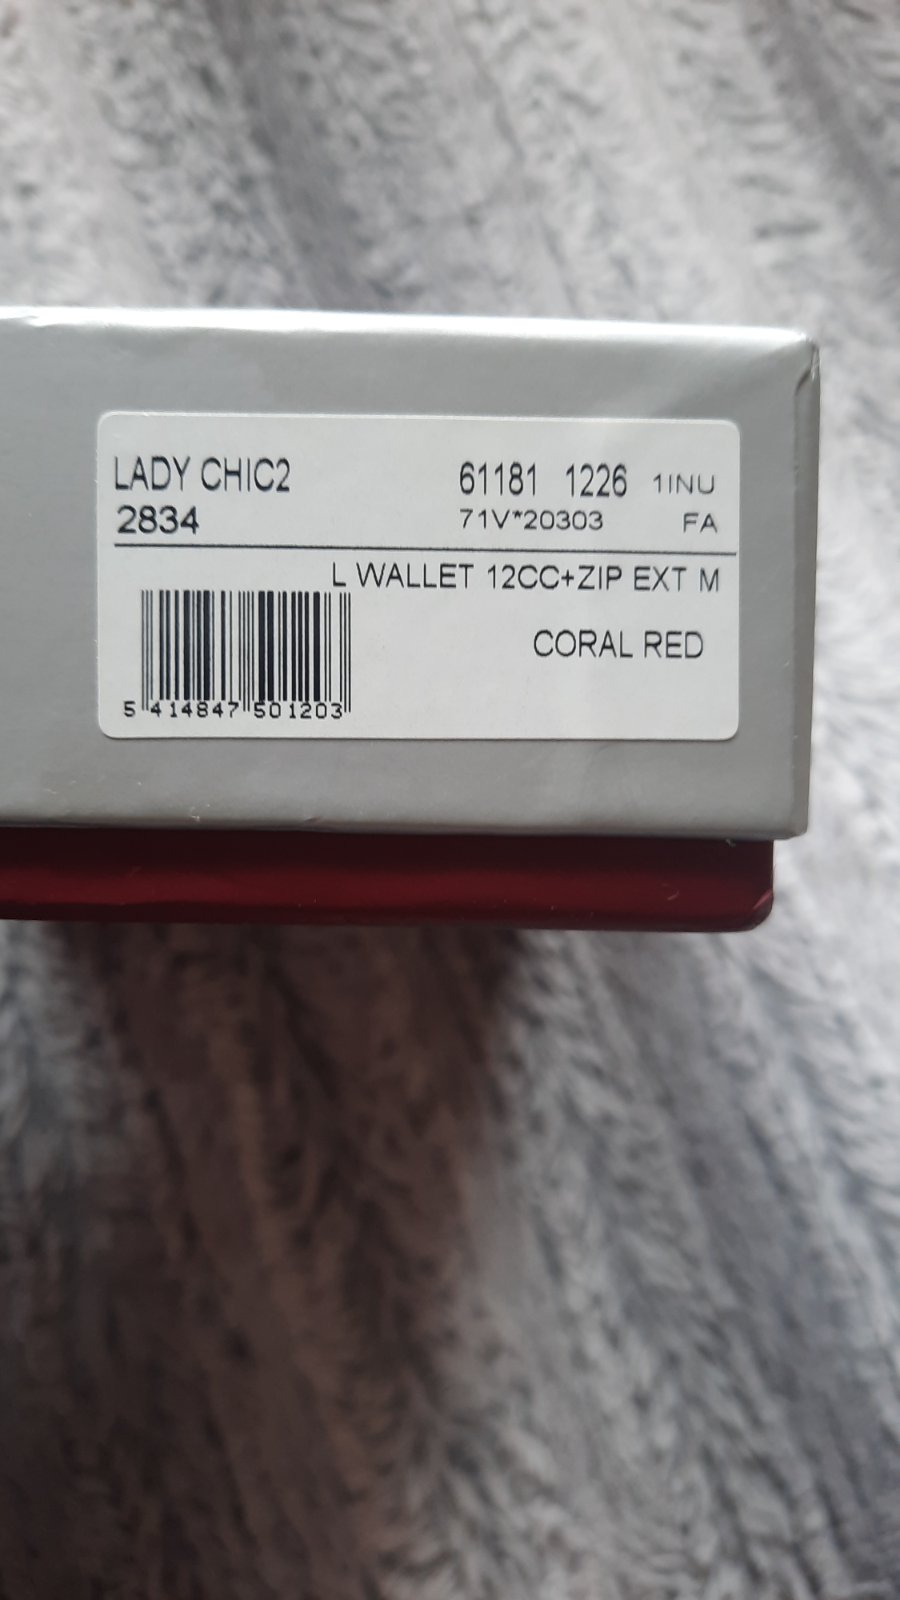 LADY CHIC2 61181 1226 1INU
2834 71V*20303 FA
L WALLET 12CC+ZIP EXT M
CORAL RED
5 414847 501203